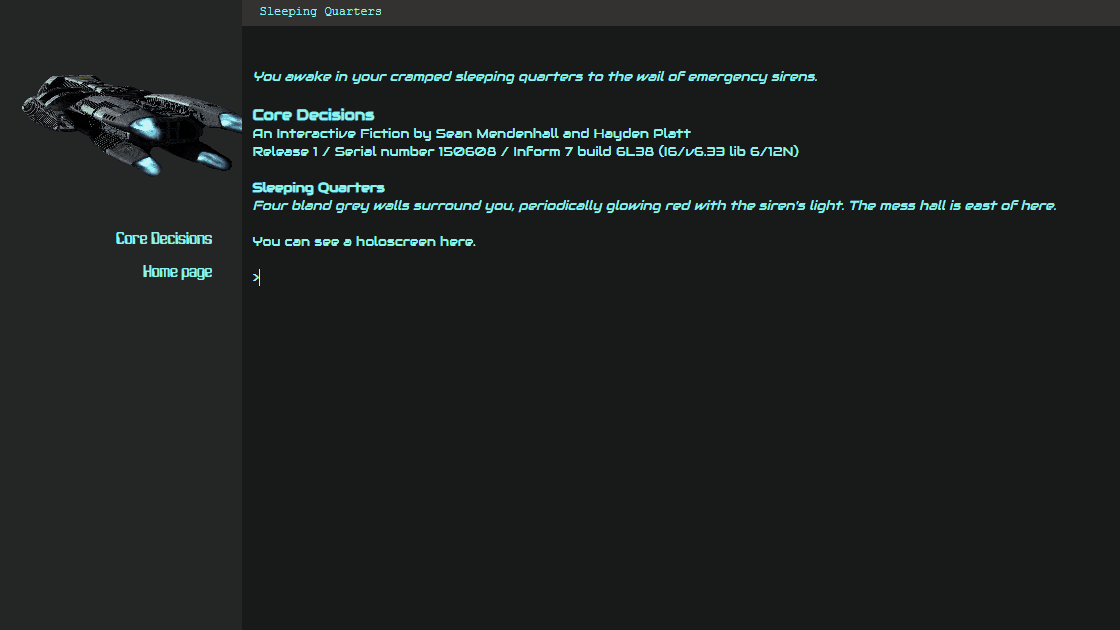 Sleeping Quarters
You awake in your cramped sleeping quarters to the wail of emergency sirens.
Core Decisions
An Interactive Fiction by Sean Mendenhall and Hayden Platt
Release 1 / Serial number 150608 / Inform 7 build 6L38 (I6/v6.33 lib 6/12N)
Sleeping Quarters
Four bland grey walls surround you, periodically glowing red with the siren's light. The mess hall is east of here.
You can see a holoscreen here.
>
Core Decisions
Home page